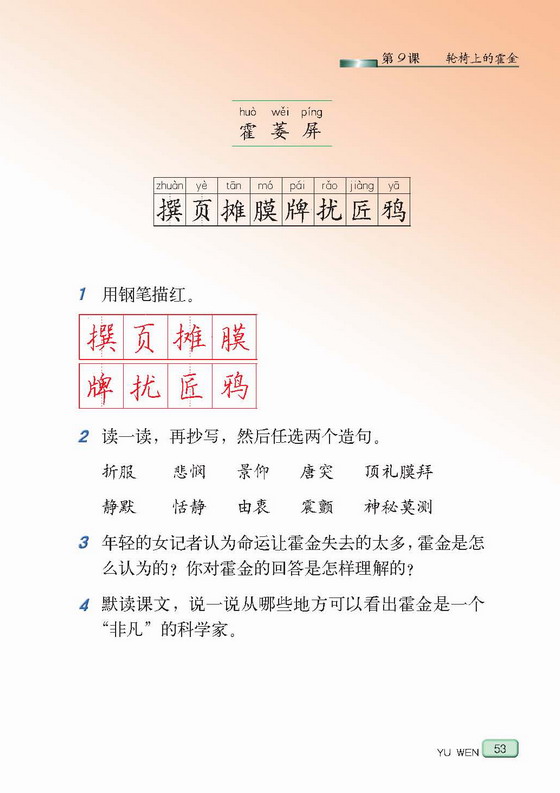 第9课 轮椅上的霍金
huò wěi píng
霍 萎 屏
zhuàn yè tān mó pái rǎo jiàng yā
撰 页 摊 膜 牌 扰 匠 鸦
1 用钢笔描红。
撰 页 摊 膜
牌 扰 匠 鸦
2 读一读，再抄写，然后任选两个造句。
折服 悲悯 景仰 唐突 顶礼膜拜
静默 恬静 由衷 震颤 神秘莫测
3 年轻的女记者认为命运让霍金失去的太多，霍金是怎
么认为的？你对霍金的回答是怎样理解的？
4 默读课文，说一说从哪些地方可以看出霍金是一个
“非凡”的科学家。
YU WEN 53